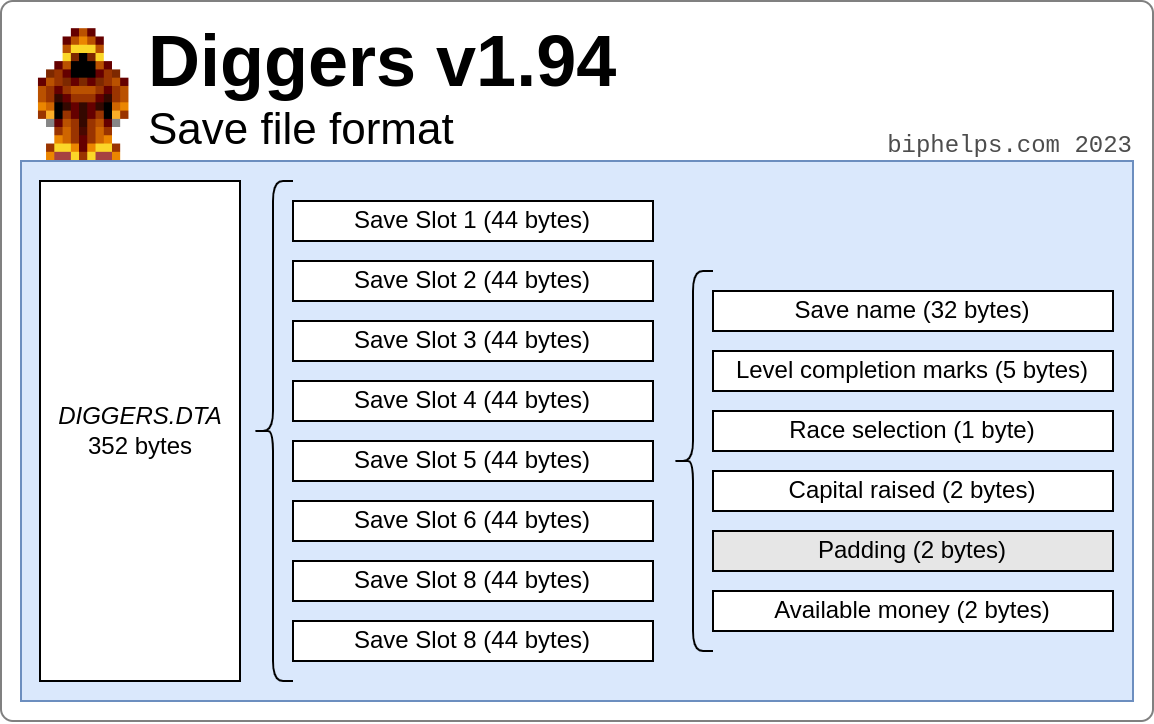 Diggers v1.94
Save file format
biphelps.com 2023
DIGGERS.DTA
352 bytes
Save Slot 1 (44 bytes)
Save Slot 2 (44 bytes)
Save Slot 3 (44 bytes)
Save Slot 4 (44 bytes)
Save Slot 5 (44 bytes)
Save Slot 6 (44 bytes)
Save Slot 8 (44 bytes)
Save Slot 8 (44 bytes)
Save name (32 bytes)
Level completion marks (5 bytes)
Race selection (1 byte)
Capital raised (2 bytes)
Padding (2 bytes)
Available money (2 bytes)